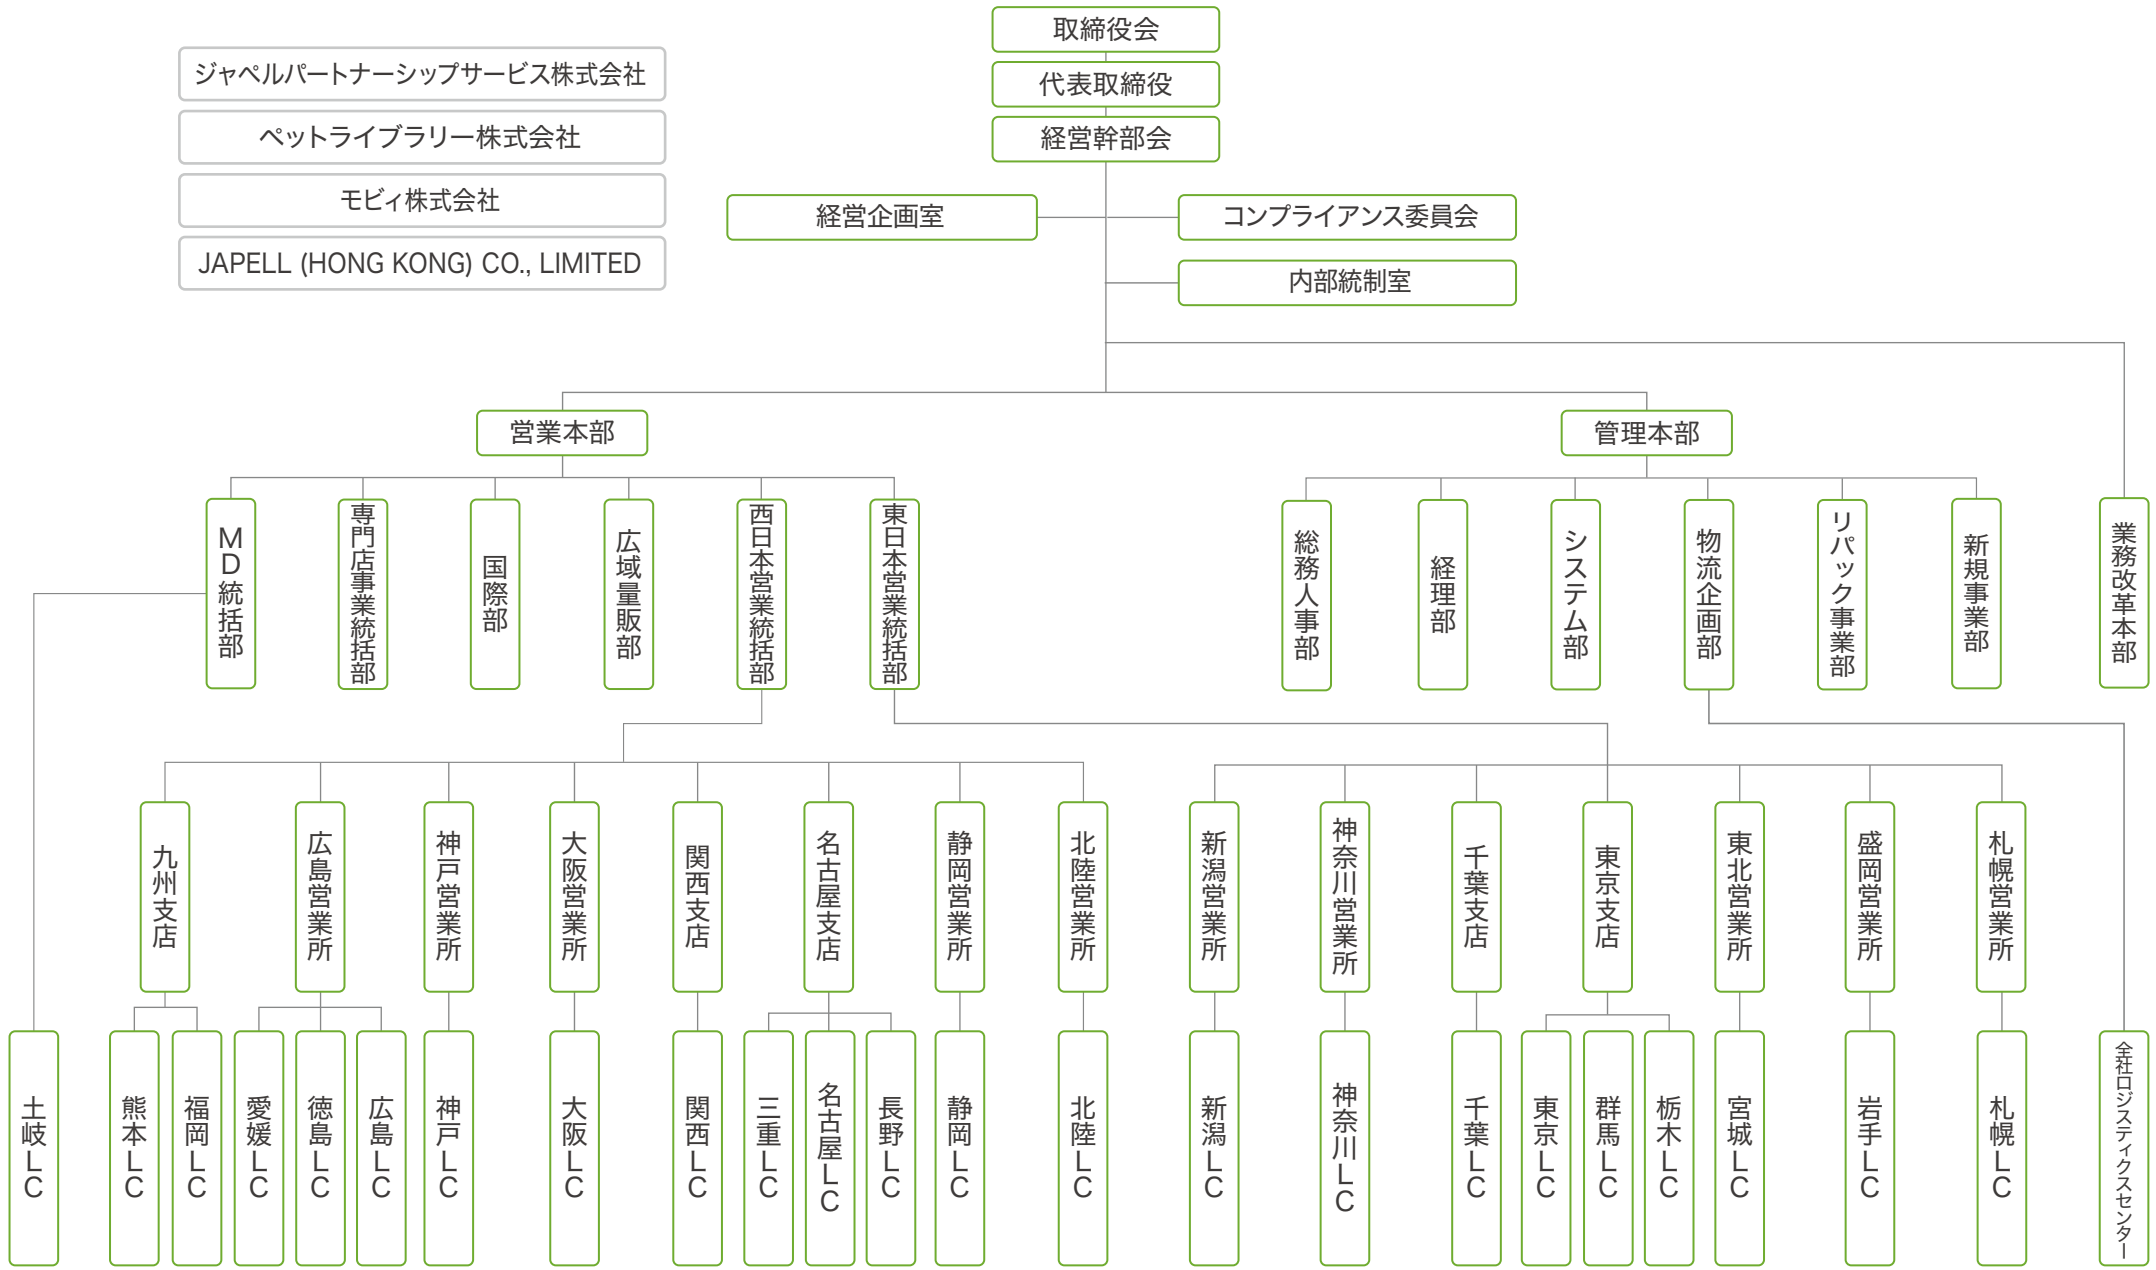 取締役会
代表取締役
経営幹部会
ジャペルパートナーシップサービス株式会社
ペットライブラリー株式会社
モビィ株式会社
JAPELL (HONG KONG) CO., LIMITED
経営企画室
コンプライアンス委員会
内部統制室
営業本部
管理本部
MD統括部
専門店事業統括部
国際部
広域量販部
西日本営業統括部
東日本営業統括部
総務人事部
経理部
システム部
物流企画部
リパック事業部
新規事業部
業務改革本部
九州支店
広島営業所
神戸営業所
大阪営業所
関西支店
名古屋支店
静岡営業所
北陸営業所
新潟営業所
神奈川営業所
千葉支店
東京支店
東北営業所
盛岡営業所
札幌営業所
土岐LC
熊本LC
福岡LC
愛媛LC
徳島LC
広島LC
神戸LC
大阪LC
関西LC
三重LC
名古屋LC
長野LC
静岡LC
北陸LC
新潟LC
神奈川LC
千葉LC
東京LC
群馬LC
栃木LC
宮城LC
岩手LC
札幌LC
全社ロジスティクスセンター